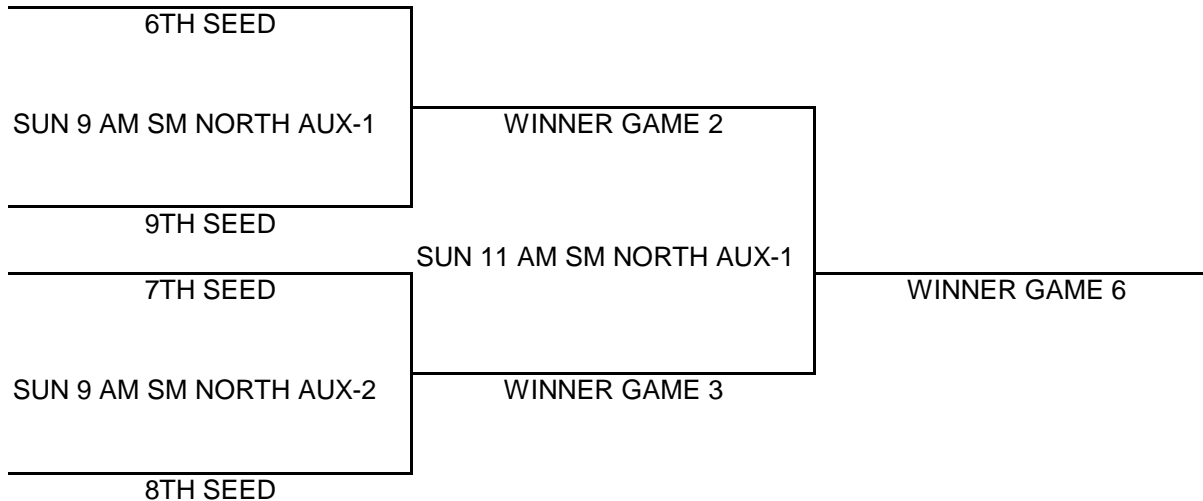 6TH SEED
SUN 9 AM SM NORTH AUX-1
WINNER GAME 2
9TH SEED
SUN 11 AM SM NORTH AUX-1
7TH SEED
WINNER GAME 6
SUN 9 AM SM NORTH AUX-2
WINNER GAME 3
8TH SEED